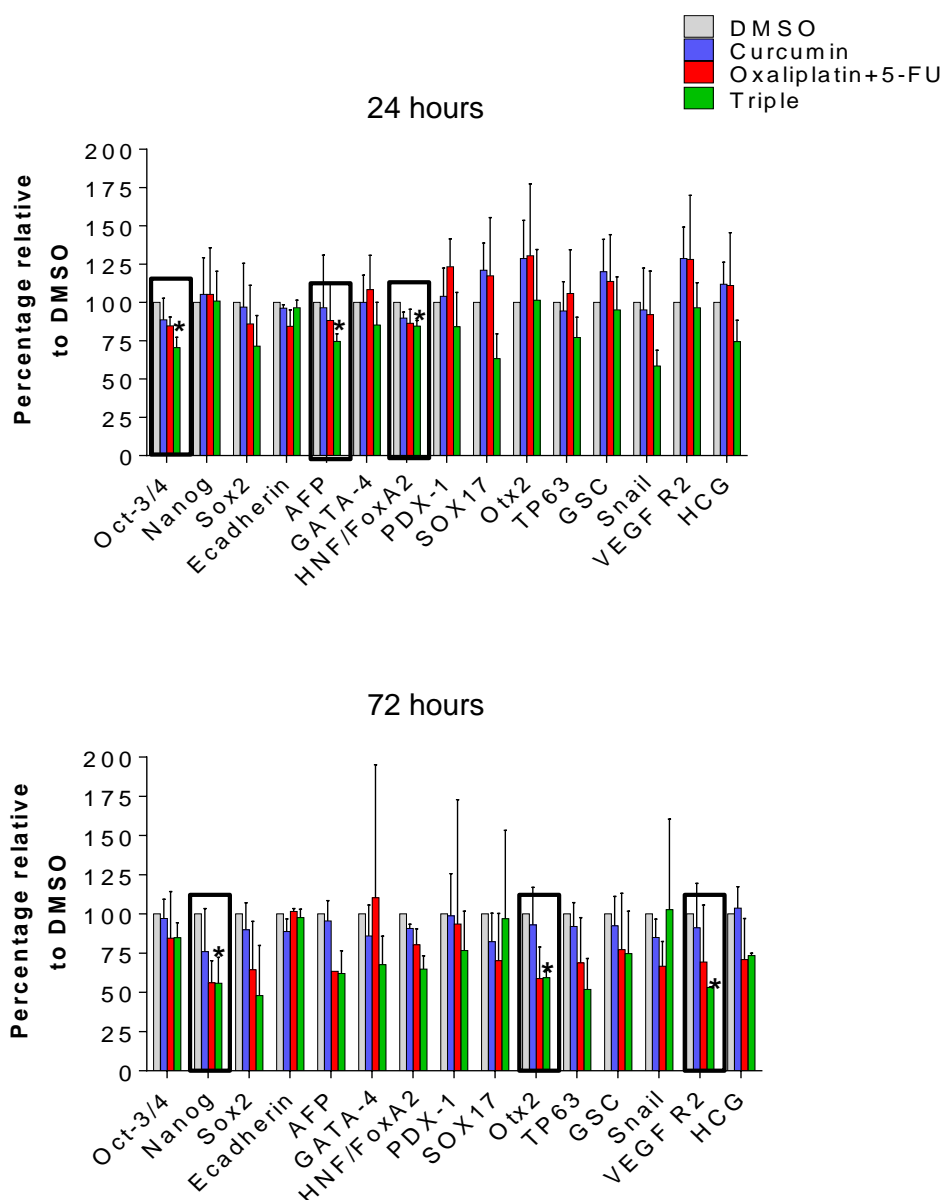 DMSO
Curcumin
Oxaliplatin+5-FU
Triple
24 hours
Percentage relative
to DMSO
200
175
150
125
100
75
50
25
0
*
*
*
Oct-3/4
Nanog
Sox2
Ecadherin
AFP
GATA-4
HNF/FoxA2
PDX-1
SOX17
Otx2
TP63
GSC
Snail
VEGF R2
HCG
72 hours
Percentage relative
to DMSO
200
175
150
125
100
75
50
25
0
*
*
*
Oct-3/4
Nanog
Sox2
Ecadherin
AFP
GATA-4
HNF/FoxA2
PDX-1
SOX17
Otx2
TP63
GSC
Snail
VEGF R2
HCG